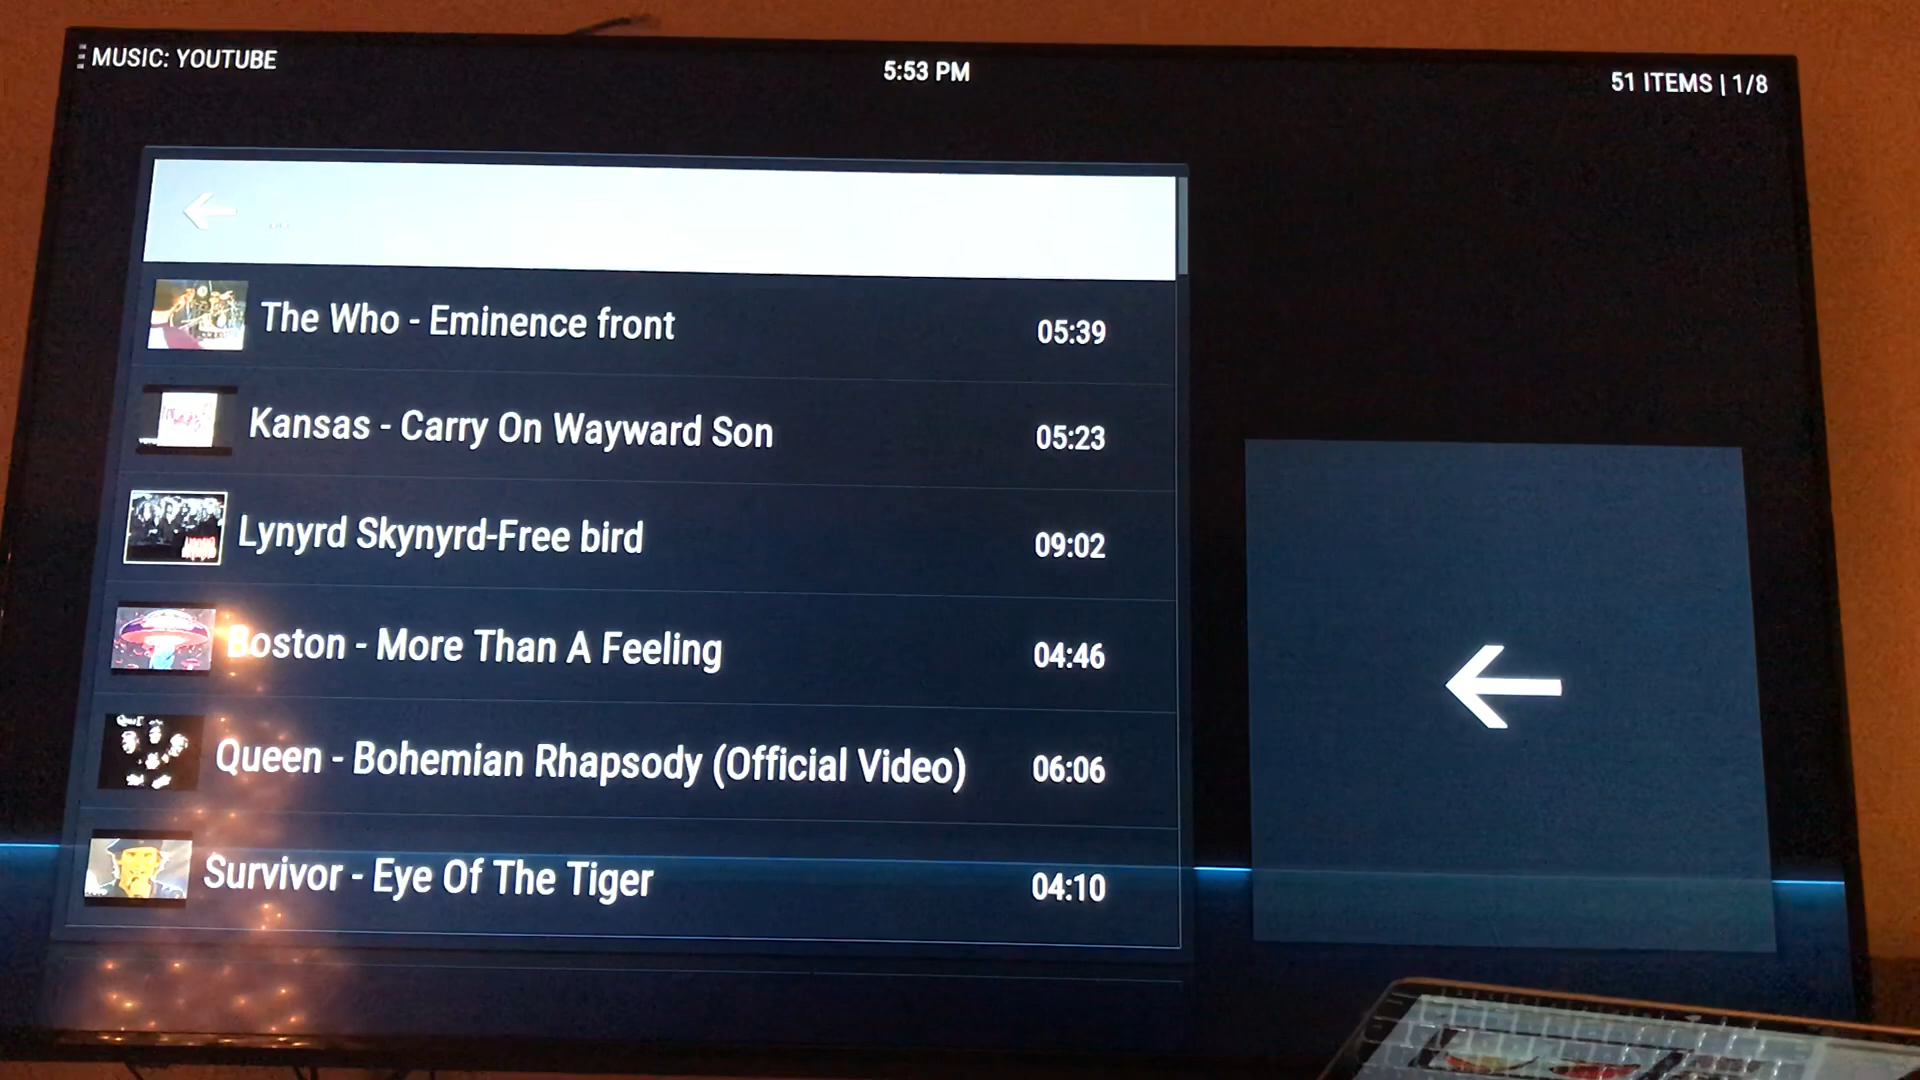 MUSIC: YOUTUBE
5:53 PM
51 ITEMS | 1/8
The Who - Eminence front 05:39
Kansas - Carry On Wayward Son 05:23
Lynyrd Skynyrd-Free bird 09:02
Boston - More Than A Feeling 04:46
Queen - Bohemian Rhapsody (Official Video) 06:06
Survivor - Eye Of The Tiger 04:10